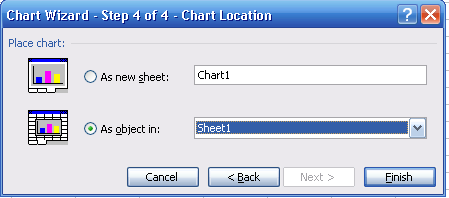 Chart Wizard - Step 4 of 4 - Chart Location
Place chart:
As new sheet: Chart1
As object in: Sheet1
Cancel < Back Next > Finish